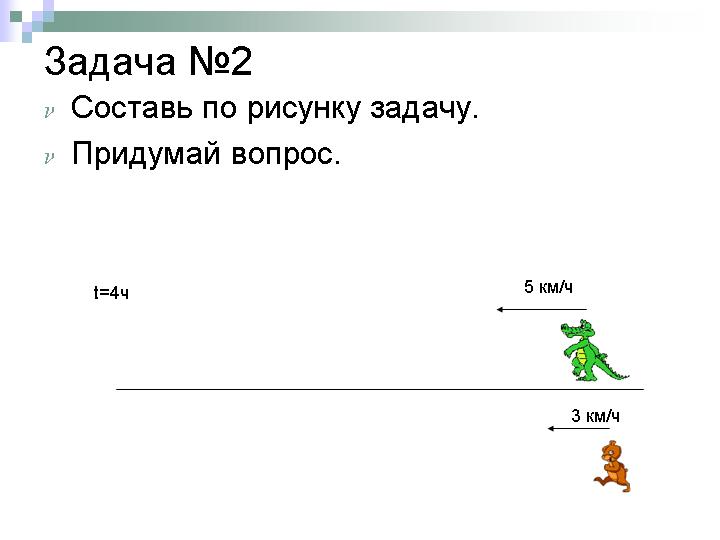 Задача №2
Составь по рисунку задачу.
Придумай вопрос.
5 км/ч
t=4ч
3 км/ч